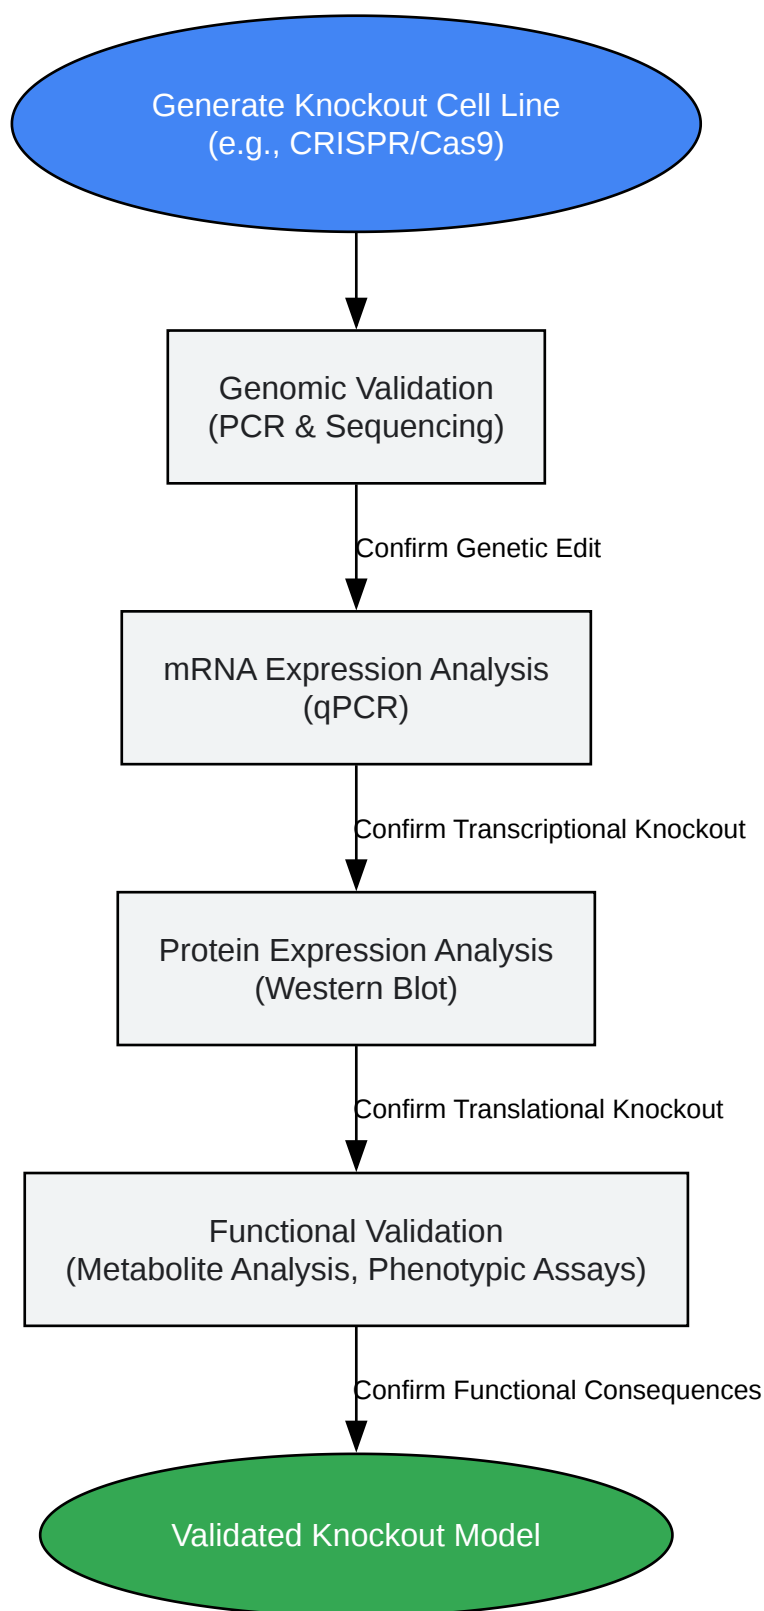 Generate Knockout Cell Line
(e.g., CRISPR/Cas9)
Genomic Validation
(PCR & Sequencing)
Confirm Genetic Edit
mRNA Expression Analysis
(qPCR)
Confirm Transcriptional Knockout
Protein Expression Analysis
(Western Blot)
Confirm Translational Knockout
Functional Validation
(Metabolite Analysis, Phenotypic Assays)
Confirm Functional Consequences
Validated Knockout Model